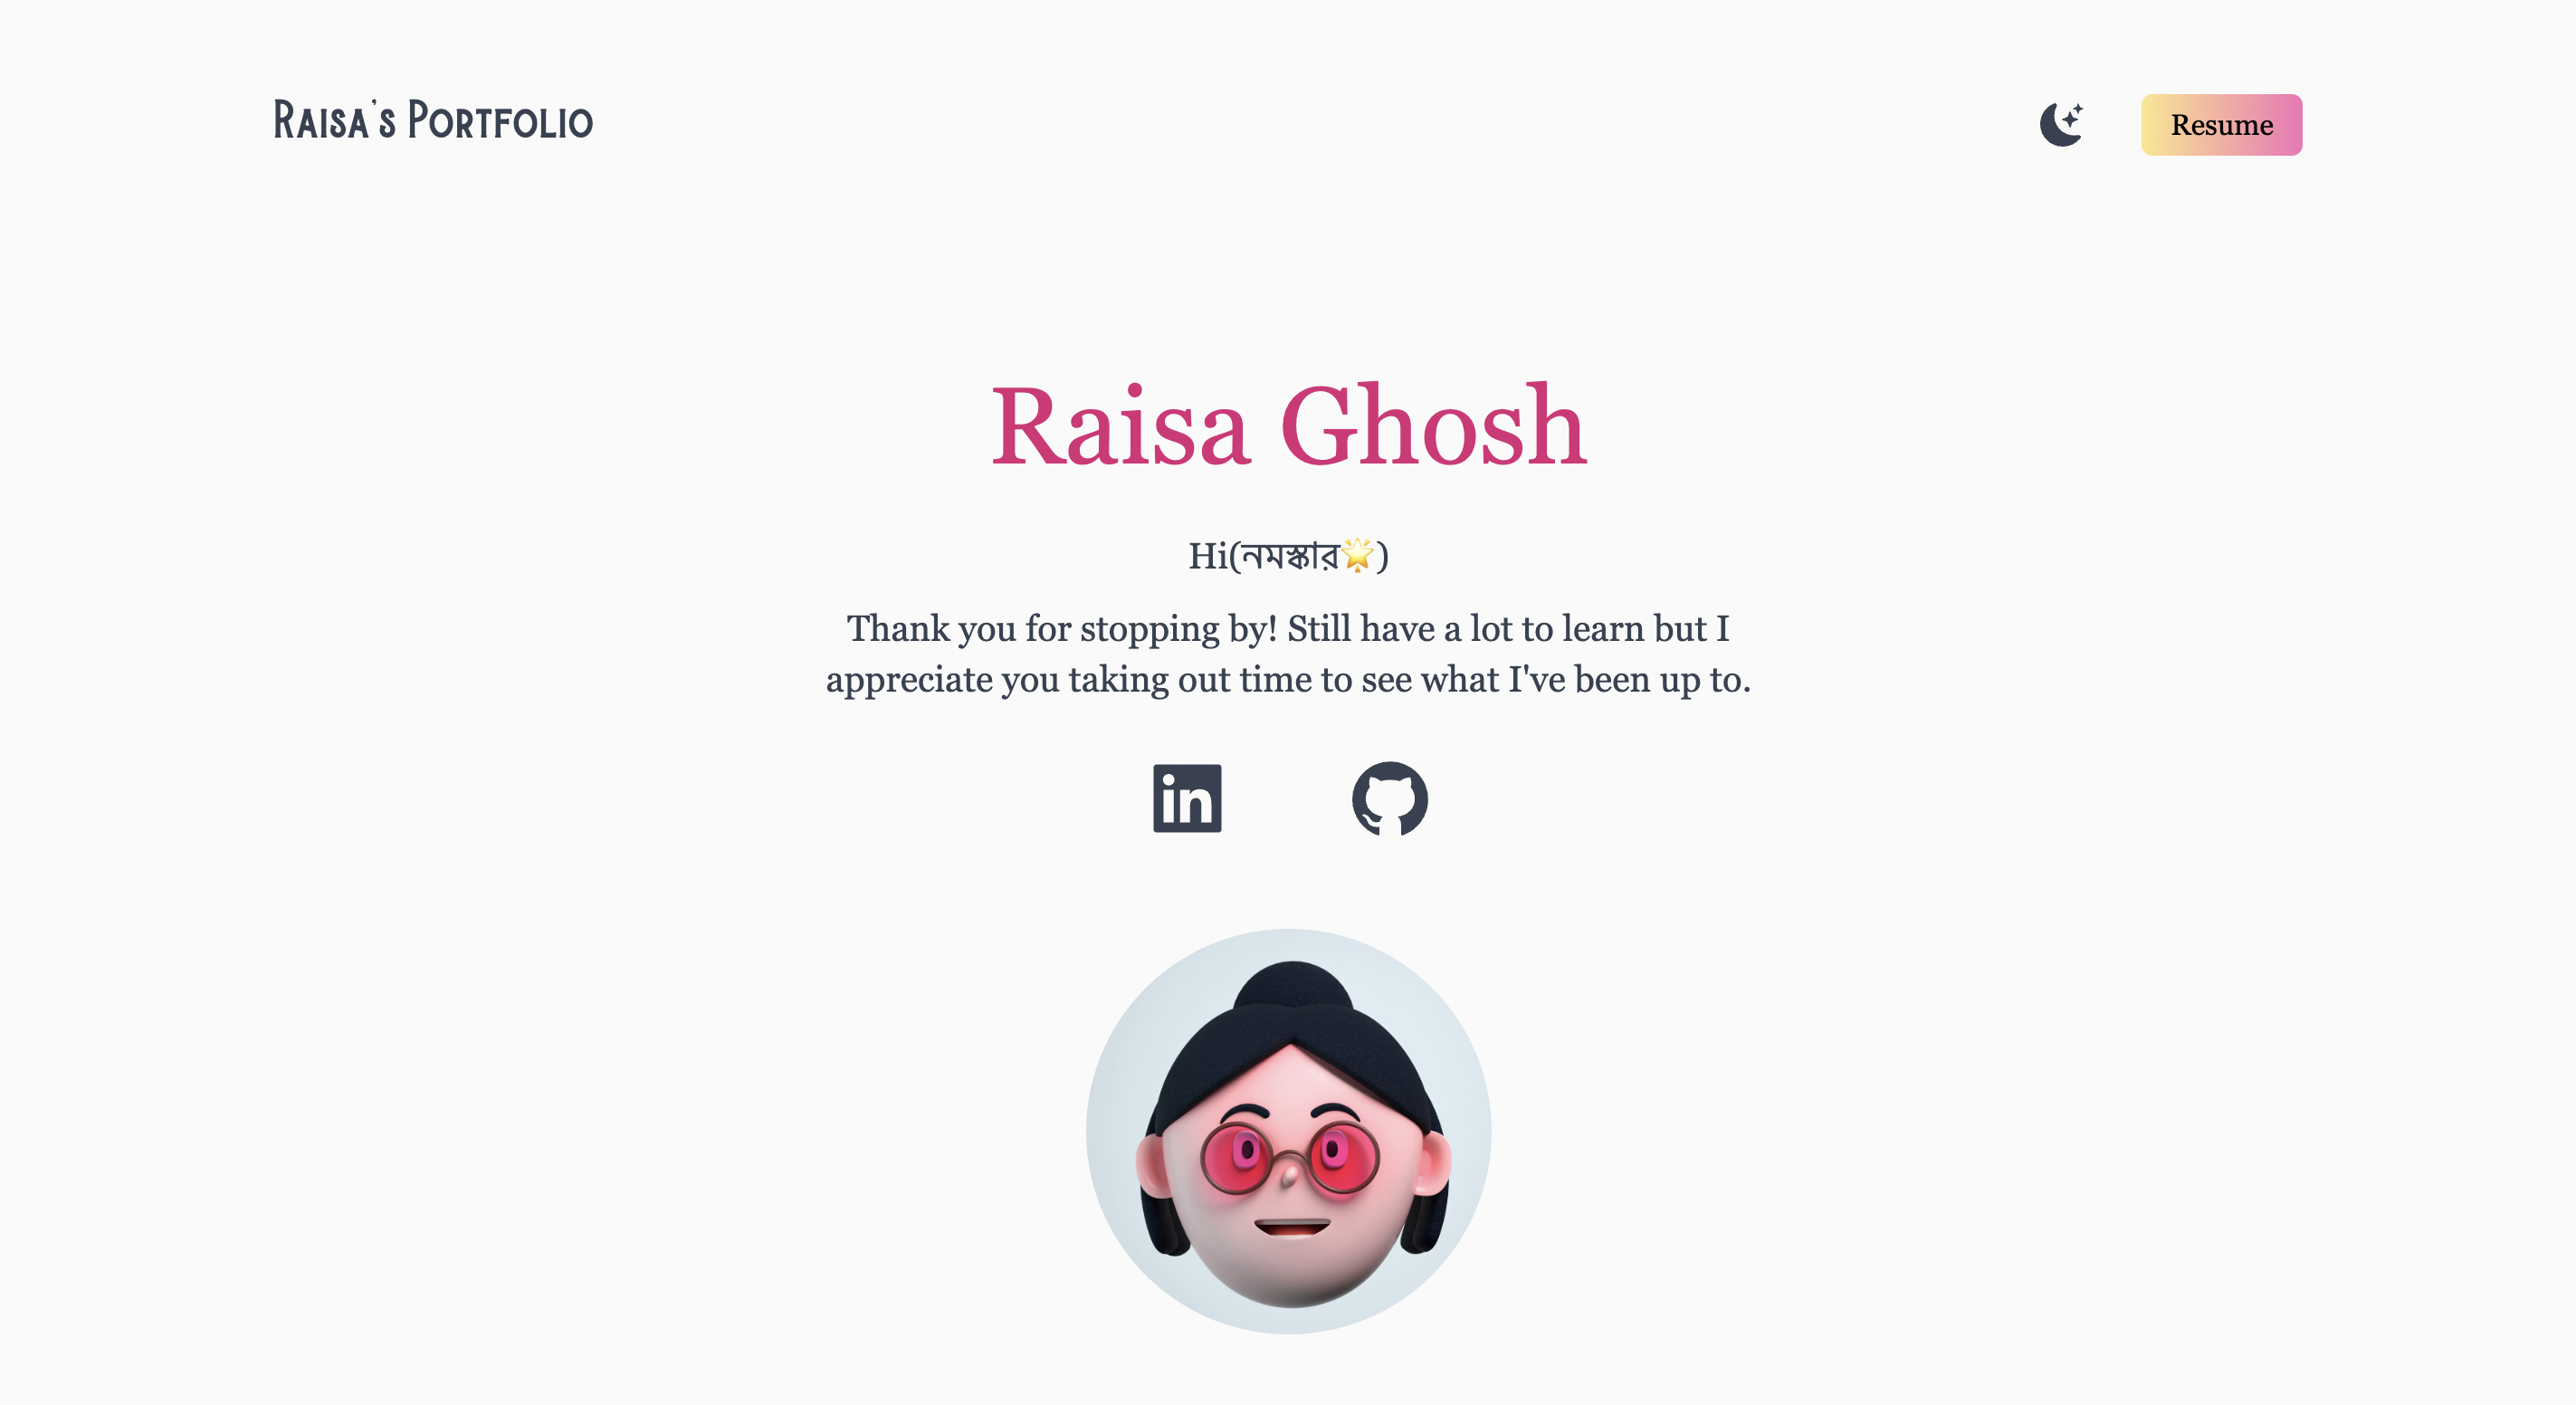 Raisa's Portfolio
Resume
Raisa Ghosh
Hi(নমস্কার🌟)
Thank you for stopping by! Still have a lot to learn but I
appreciate you taking out time to see what I've been up to.
in